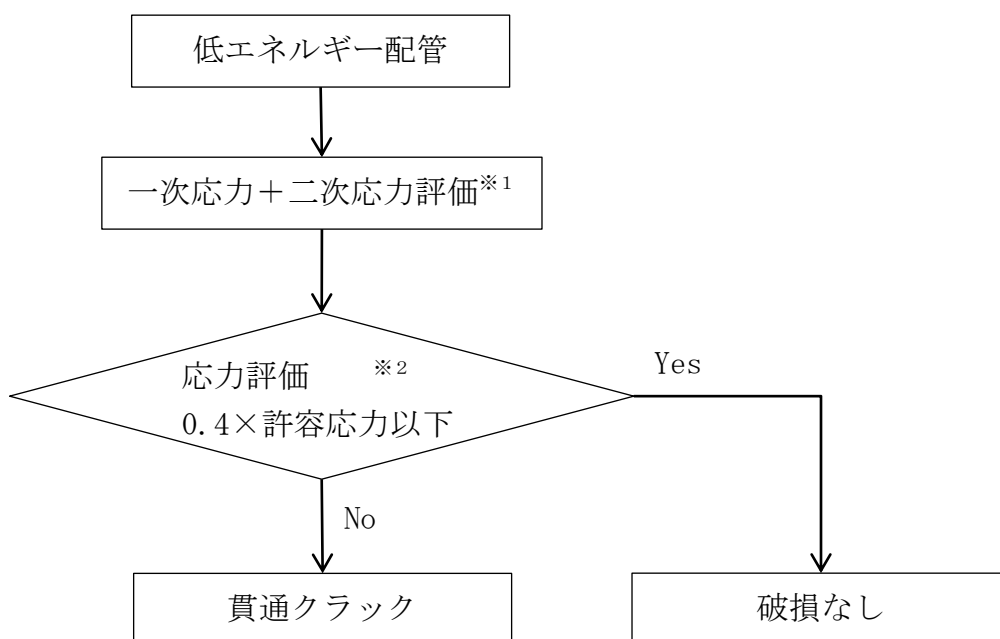 低エネルギー配管
一次応力＋二次応力評価※1
応力評価 ※2
0.4×許容応力以下
Yes
No
貫通クラック
破損なし